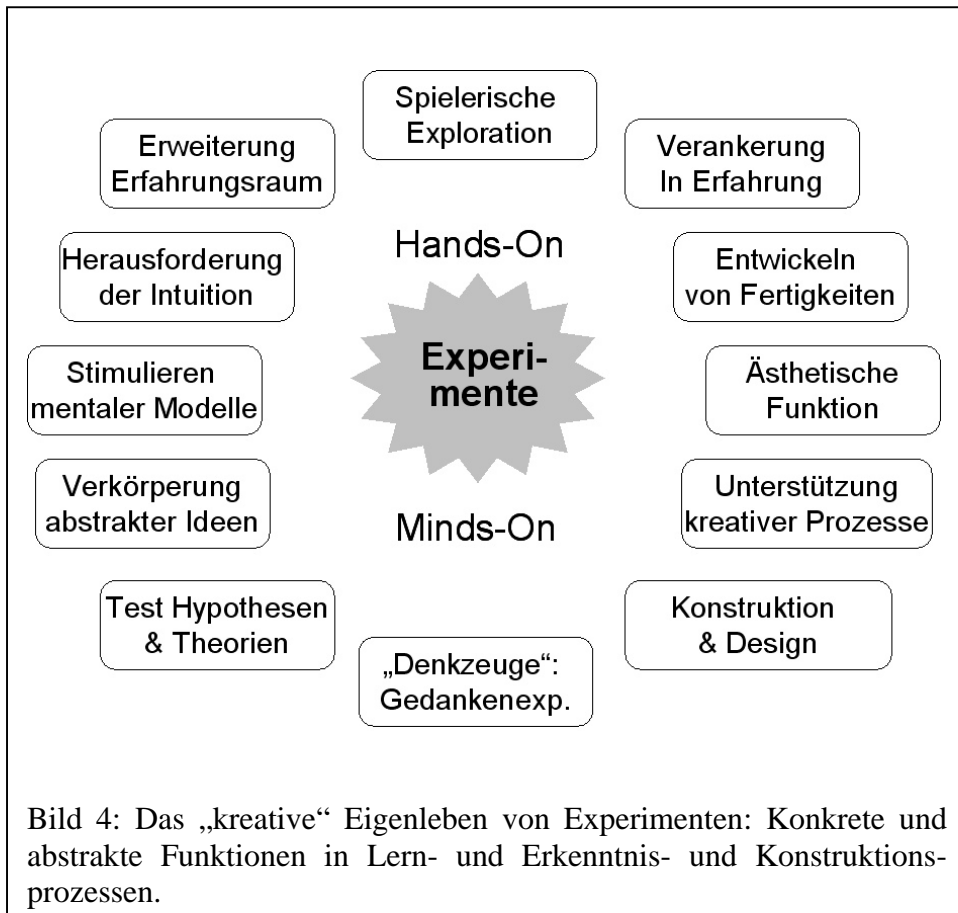 Spielerische
Exploration
Erweiterung
Erfahrungsraum
Verankerung
In Erfahrung
Hands-On
Herausforderung
der Intuition
Entwickeln
von Fertigkeiten
Experi-
mente
Stimulieren
mentaler Modelle
Ästhetische
Funktion
Verkörperung
abstrakter Ideen
Minds-On
Unterstützung
kreativer Prozesse
Test Hypothesen
& Theorien
„Denkzeuge“:
Gedankenexp.
Konstruktion
& Design
Bild 4: Das „kreative“ Eigenleben von Experimenten: Konkrete und
abstrakte Funktionen in Lern- und Erkenntnis- und Konstruktions-
prozessen.